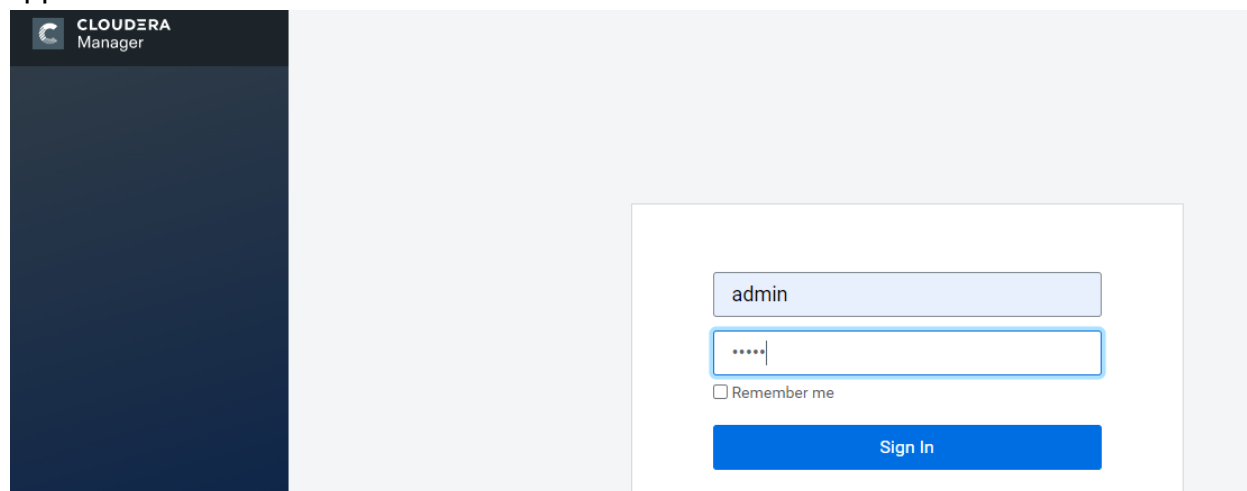 CLOUDERA
Manager
admin
•••••
Remember me
Sign In